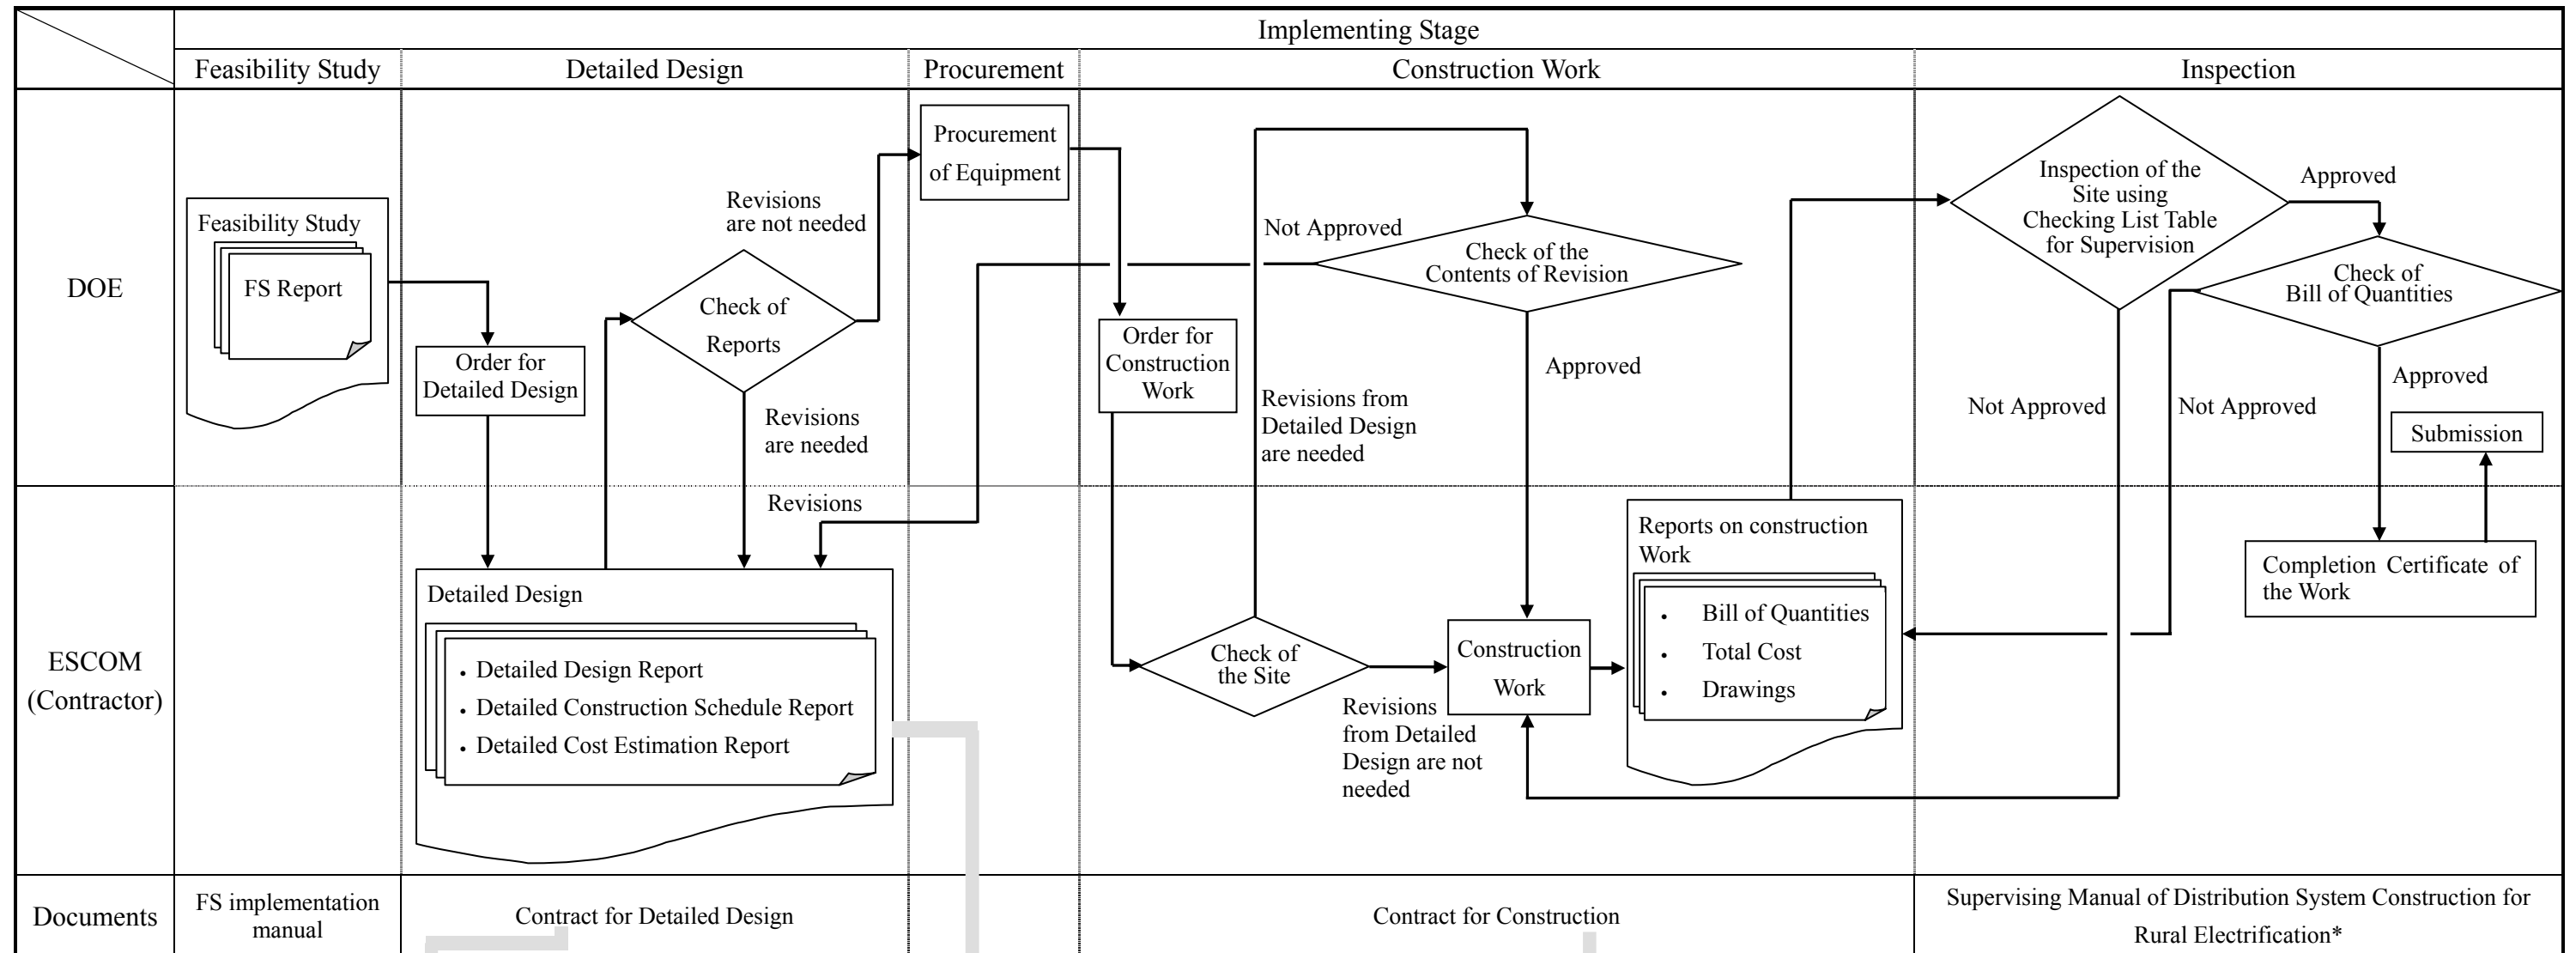 Implementing Stage
Feasibility Study
Detailed Design
Procurement
Construction Work
Inspection
DOE
Feasibility Study
FS Report
Order for
Detailed Design
Check of
Reports
Revisions
are not needed
Revisions
are needed
Procurement
of Equipment
Order for
Construction
Work
Not Approved
Check of the
Contents of Revision
Approved
Revisions from
Detailed Design
are needed
Inspection of the
Site using
Checking List Table
for Supervision
Approved
Check of
Bill of Quantities
Not Approved
Not Approved
Approved
Submission
ESCOM
(Contractor)
Revisions
Detailed Design
• Detailed Design Report
• Detailed Construction Schedule Report
• Detailed Cost Estimation Report
Check of
the Site
Revisions
from Detailed
Design are not
needed
Construction
Work
Reports on construction
Work
• Bill of Quantities
• Total Cost
• Drawings
Completion Certificate of
the Work
Documents
FS implementation
manual
Contract for Detailed Design
Contract for Construction
Supervising Manual of Distribution System Construction for
Rural Electrification*